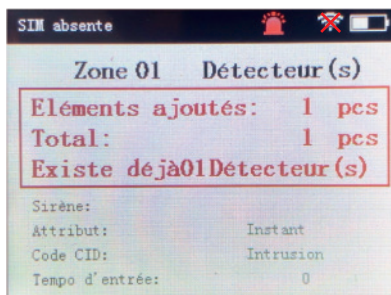 SIM absente
Zone 01 Détecteur(s)
Eléments ajoutés: 1 pcs
Total: 1 pcs
Existe déjà01Détecteur(s)
Sirène:
Attribut: Instant
Code CID: Intrusion
Tempo d'entrée: 0